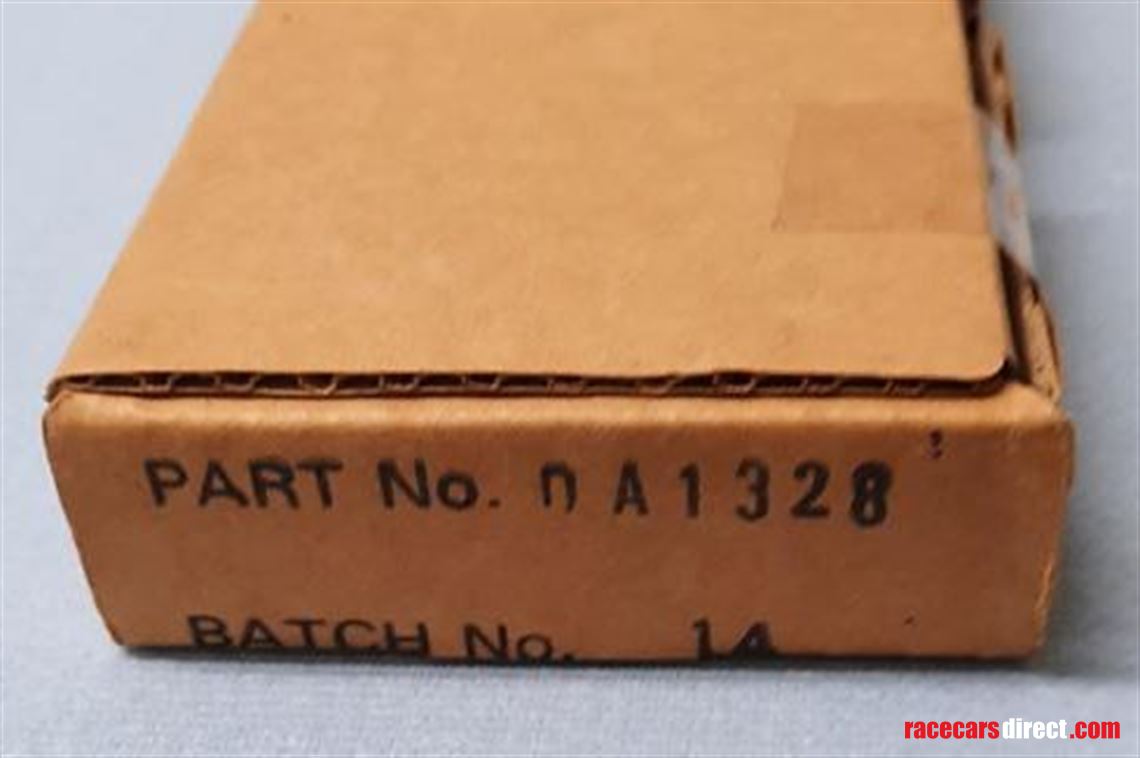 PART No. DA1328
BATCH No. 14
racecarsdirect.com